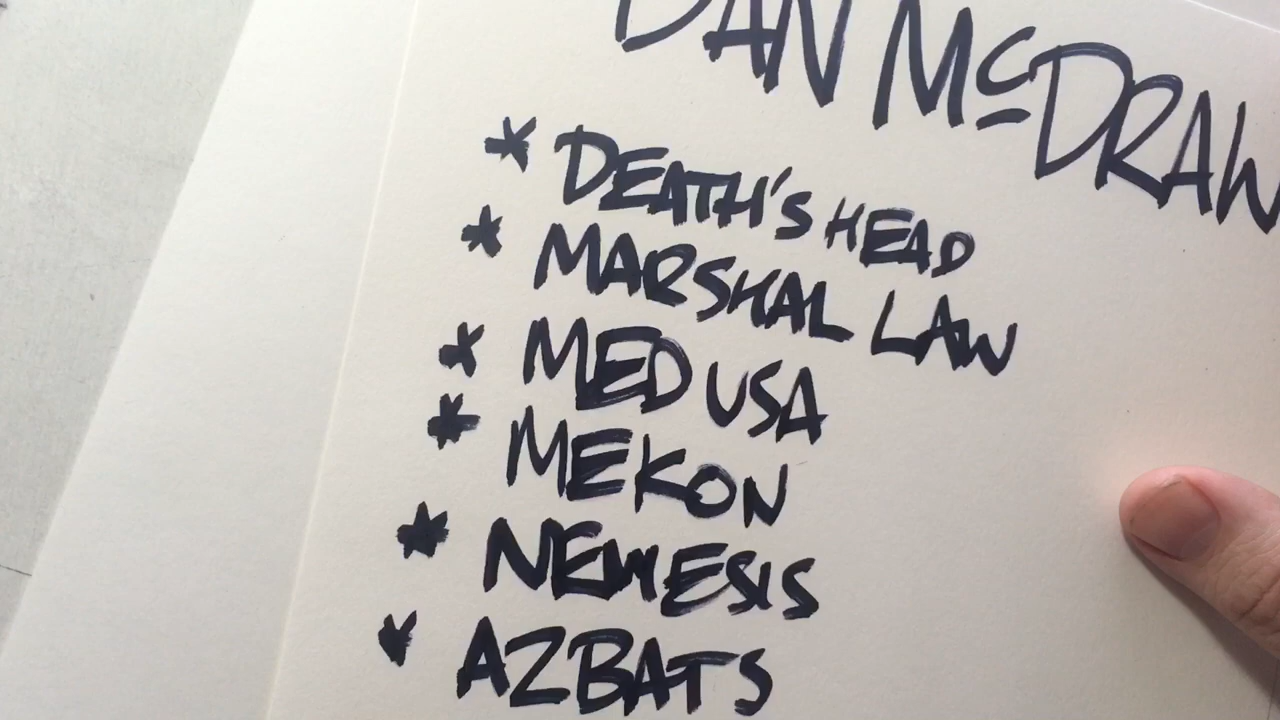 DAN McDRAW
* DEATH'S HEAD
* MARSHAL LAW
* MEDUSA
* MEKON
* NEMESIS
* AZBATS